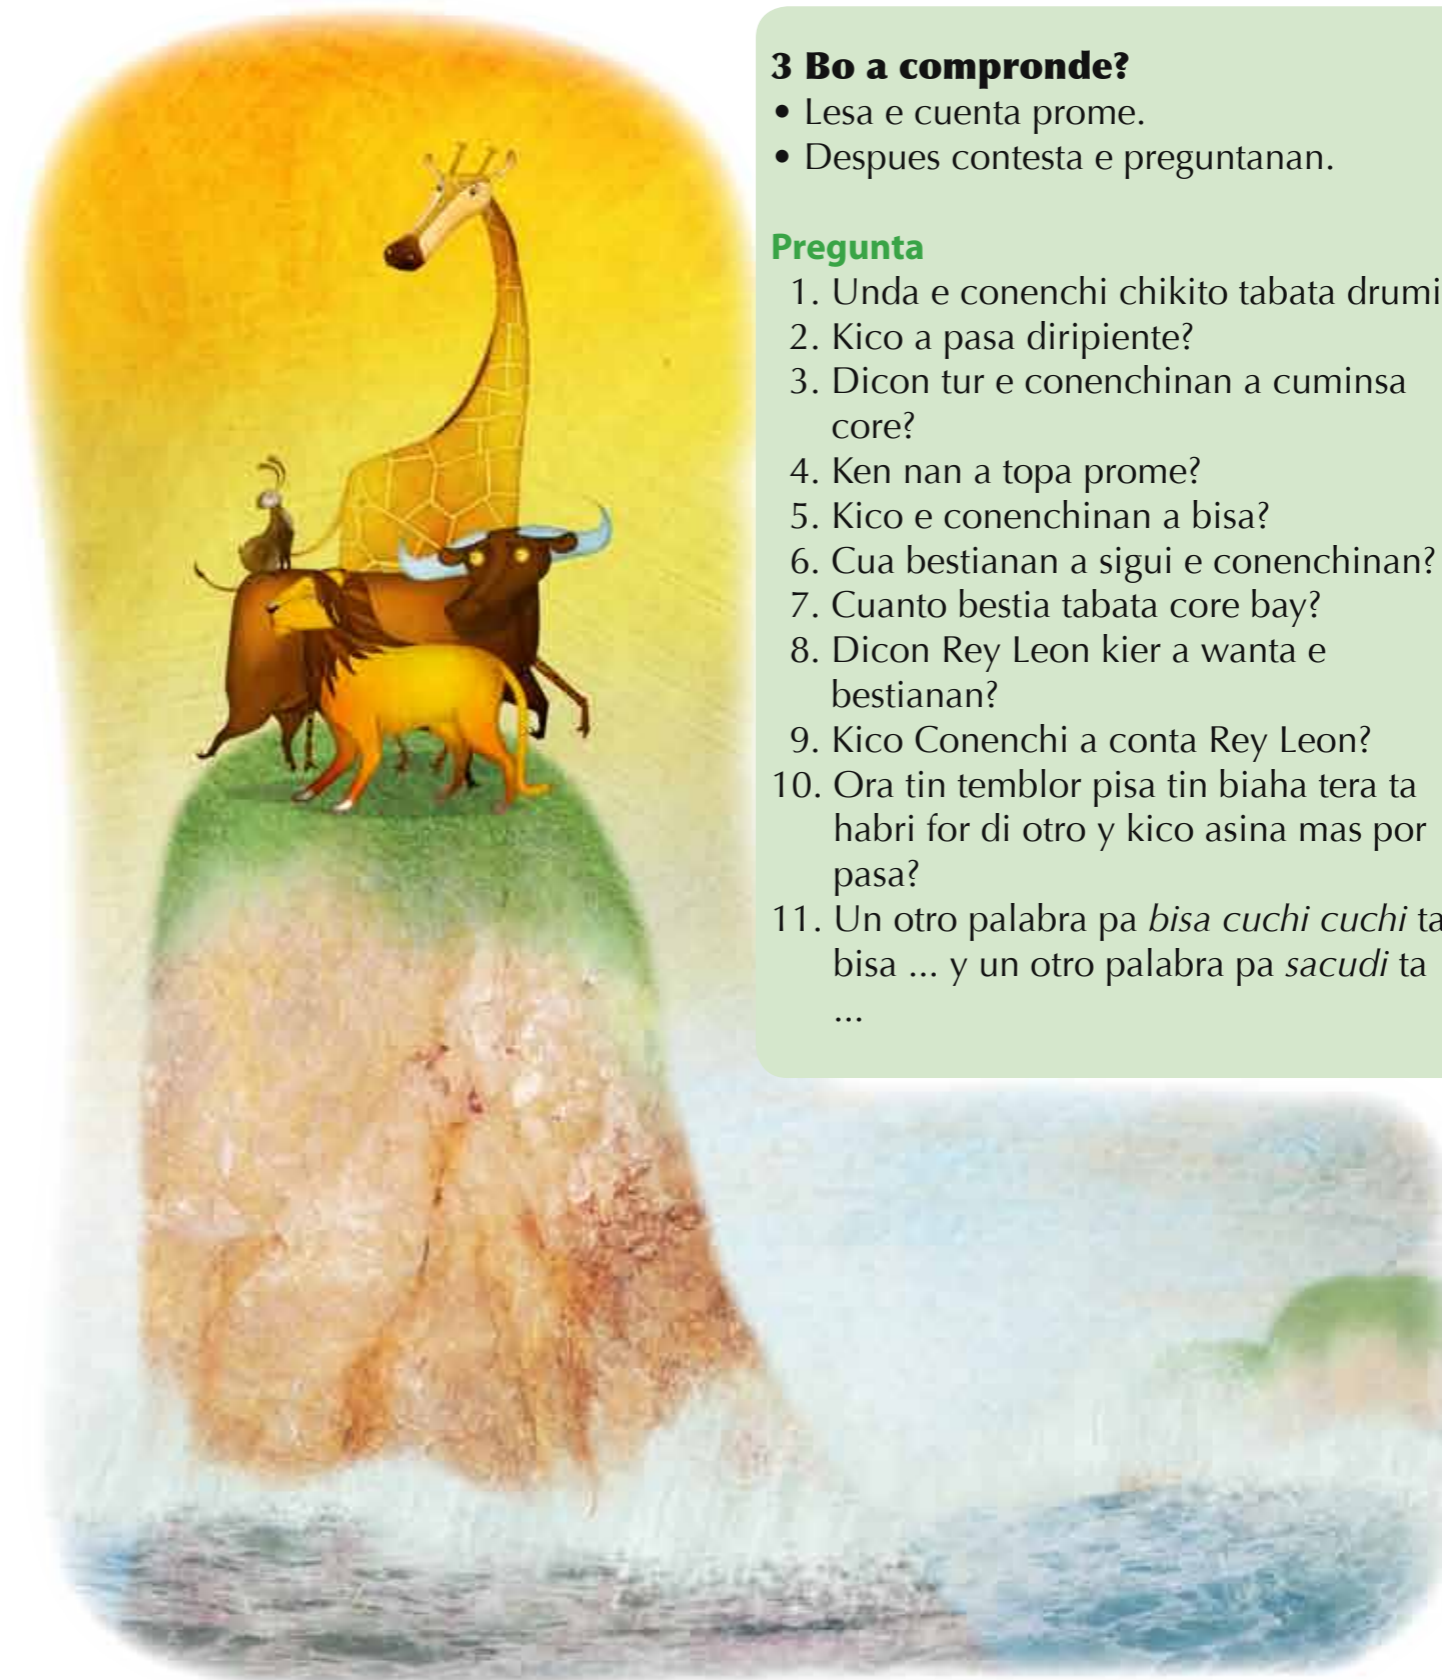 3 Bo a compronde?
• Lesa e cuenta prome.
• Despues contesta e preguntanan.
Pregunta
1. Unda e conenchi chikito tabata drumi
2. Kico a pasa diripiente?
3. Dicon tur e conenchinan a cuminsa
core?
4. Ken nan a topa prome?
5. Kico e conenchinan a bisa?
6. Cua bestianan a sigui e conenchinan?
7. Cuanto bestia tabata core bay?
8. Dicon Rey Leon kier a wanta e
bestianan?
9. Kico Conenchi a conta Rey Leon?
10. Ora tin temblor pisa tin biaha tera ta
habri for di otro y kico asina mas por
pasa?
11. Un otro palabra pa bisa cuchi cuchi ta
bisa ... y un otro palabra pa sacudi ta
...